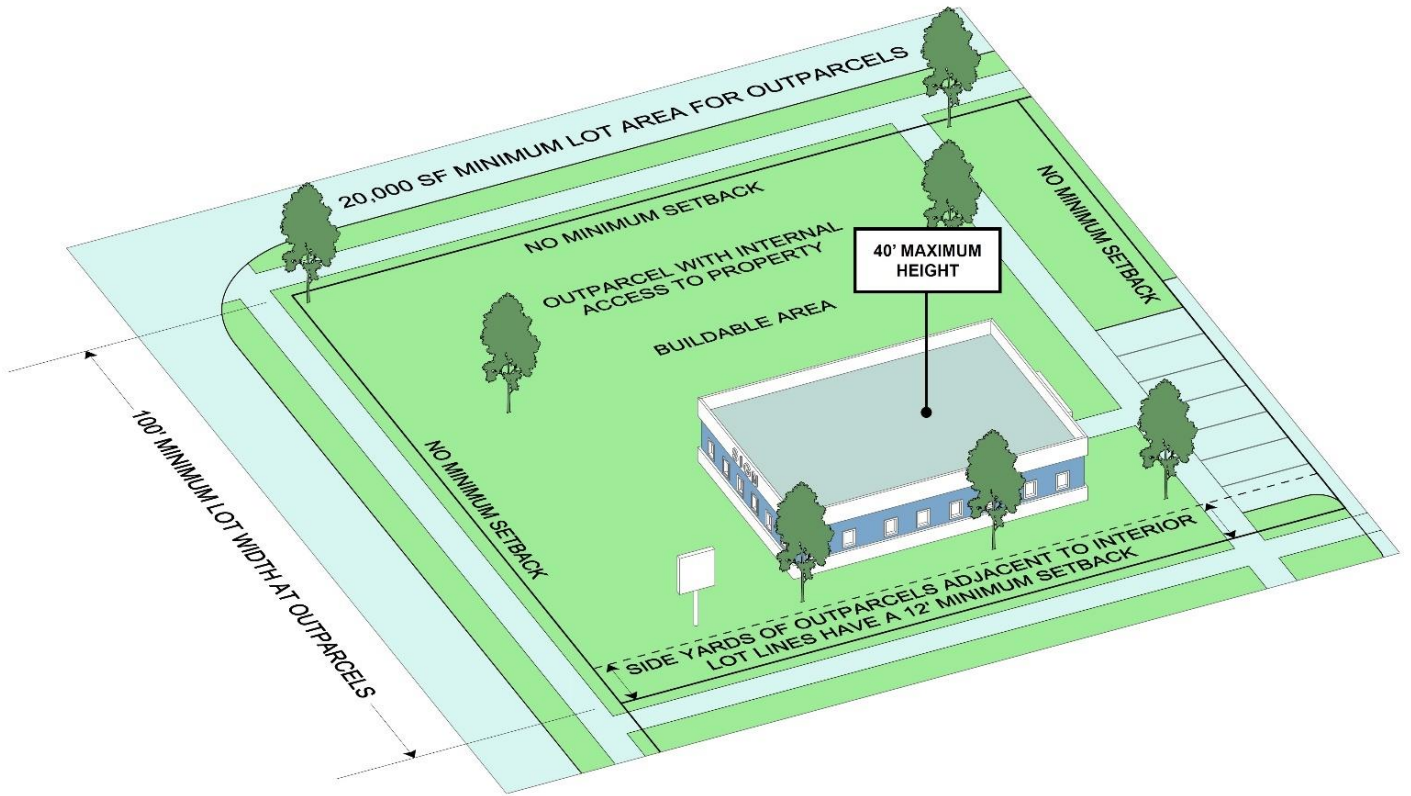 20,000 SF MINIMUM LOT AREA FOR OUTPARCELS
NO MINIMUM SETBACK
NO MINIMUM SETBACK
OUTPARCEL WITH INTERNAL
ACCESS TO PROPERTY
40' MAXIMUM
HEIGHT
BUILDABLE AREA
100' MINIMUM LOT WIDTH AT OUTPARCELS
NO MINIMUM SETBACK
SIGN
SIDE YARDS OF OUTPARCELS ADJACENT TO INTERIOR
LOT LINES HAVE A 12' MINIMUM SETBACK